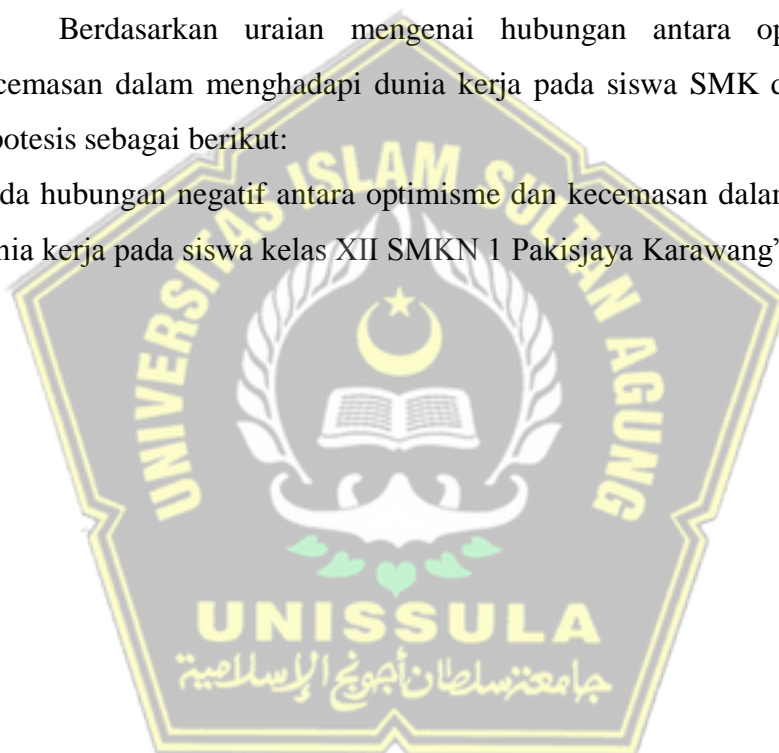 Berdasarkan uraian mengenai hubungan antara op
cemasan dalam menghadapi dunia kerja pada siswa SMK d
potesis sebagai berikut:
da hubungan negatif antara optimisme dan kecemasan dalam
nia kerja pada siswa kelas XII SMKN 1 Pakisjaya Karawang”
UNIVERSITAS ISLAM SULTAN AGUNG
UNISSULA
جامعتسلطان أجونج الإسلامية